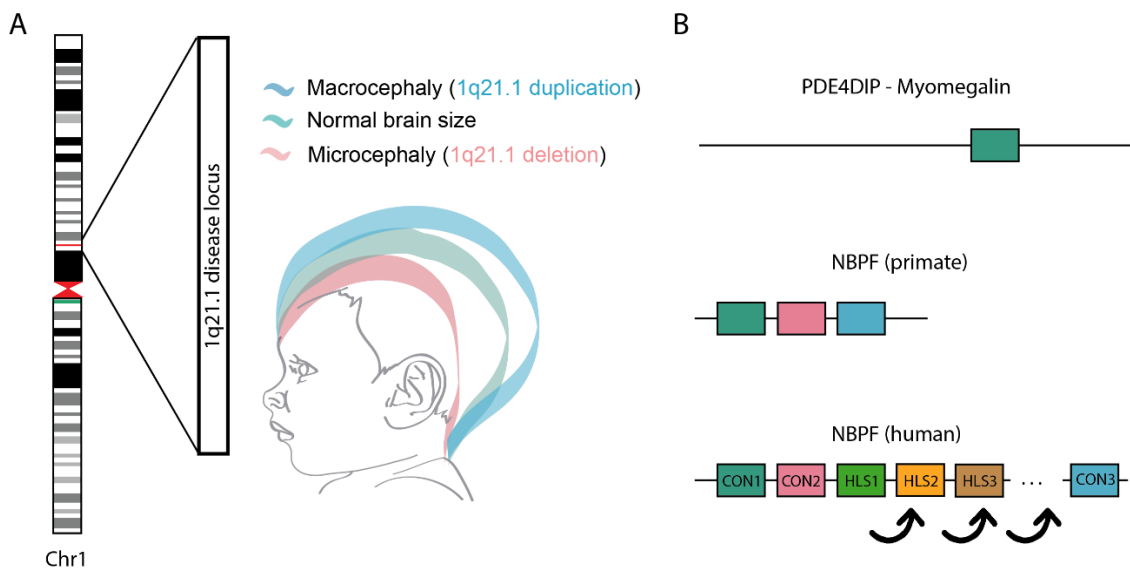 A
1q21.1 disease locus
Macrocephaly (1q21.1 duplication)
Normal brain size
Microcephaly (1q21.1 deletion)
Chr1
B
PDE4DIP - Myomegalin
NBPF (primate)
NBPF (human)
CON1 CON2 HLS1 HLS2 HLS3 ... CON3